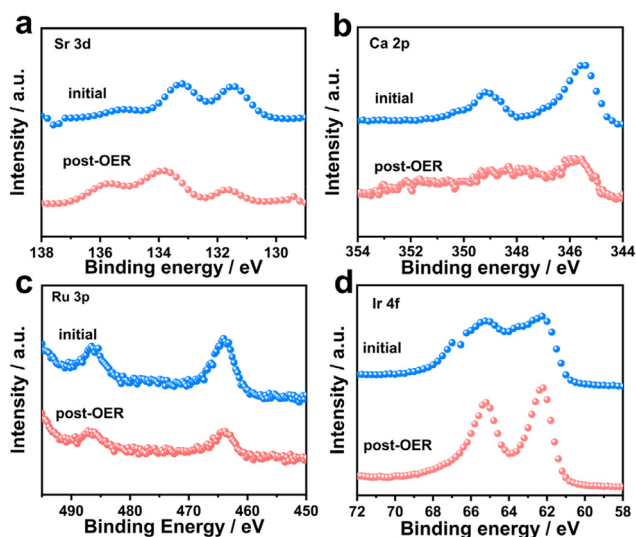 a
Sr 3d
initial
post-OER
Intensity / a.u.
138 136 134 132 130
Binding energy / eV
b
Ca 2p
initial
post-OER
Intensity / a.u.
354 352 350 348 346 344
Binding energy / eV
c
Ru 3p
initial
post-OER
Intensity / a.u.
490 480 470 460 450
Binding Energy / eV
d
Ir 4f
initial
post-OER
Intensity / a.u.
72 70 68 66 64 62 60 58
Binding Energy / eV